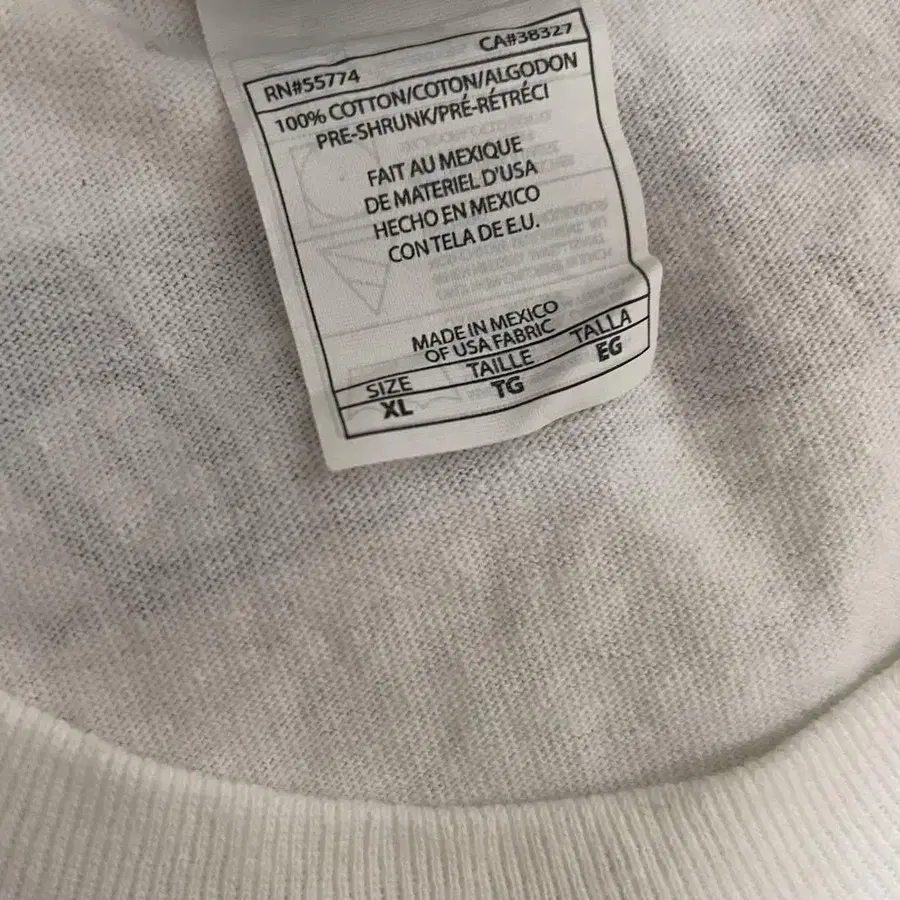 RN#55774 CA#38327
100% COTTON/COTON/ALGODON
PRE-SHRUNK/PRÉ-RÉTRÉCI
FAIT AU MEXIQUE
DE MATERIEL D'USA
HECHO EN MEXICO
CON TELA DE E.U.
MADE IN MEXICO
OF USA FABRIC
SIZE TAILLE TALLA
XL TG EG